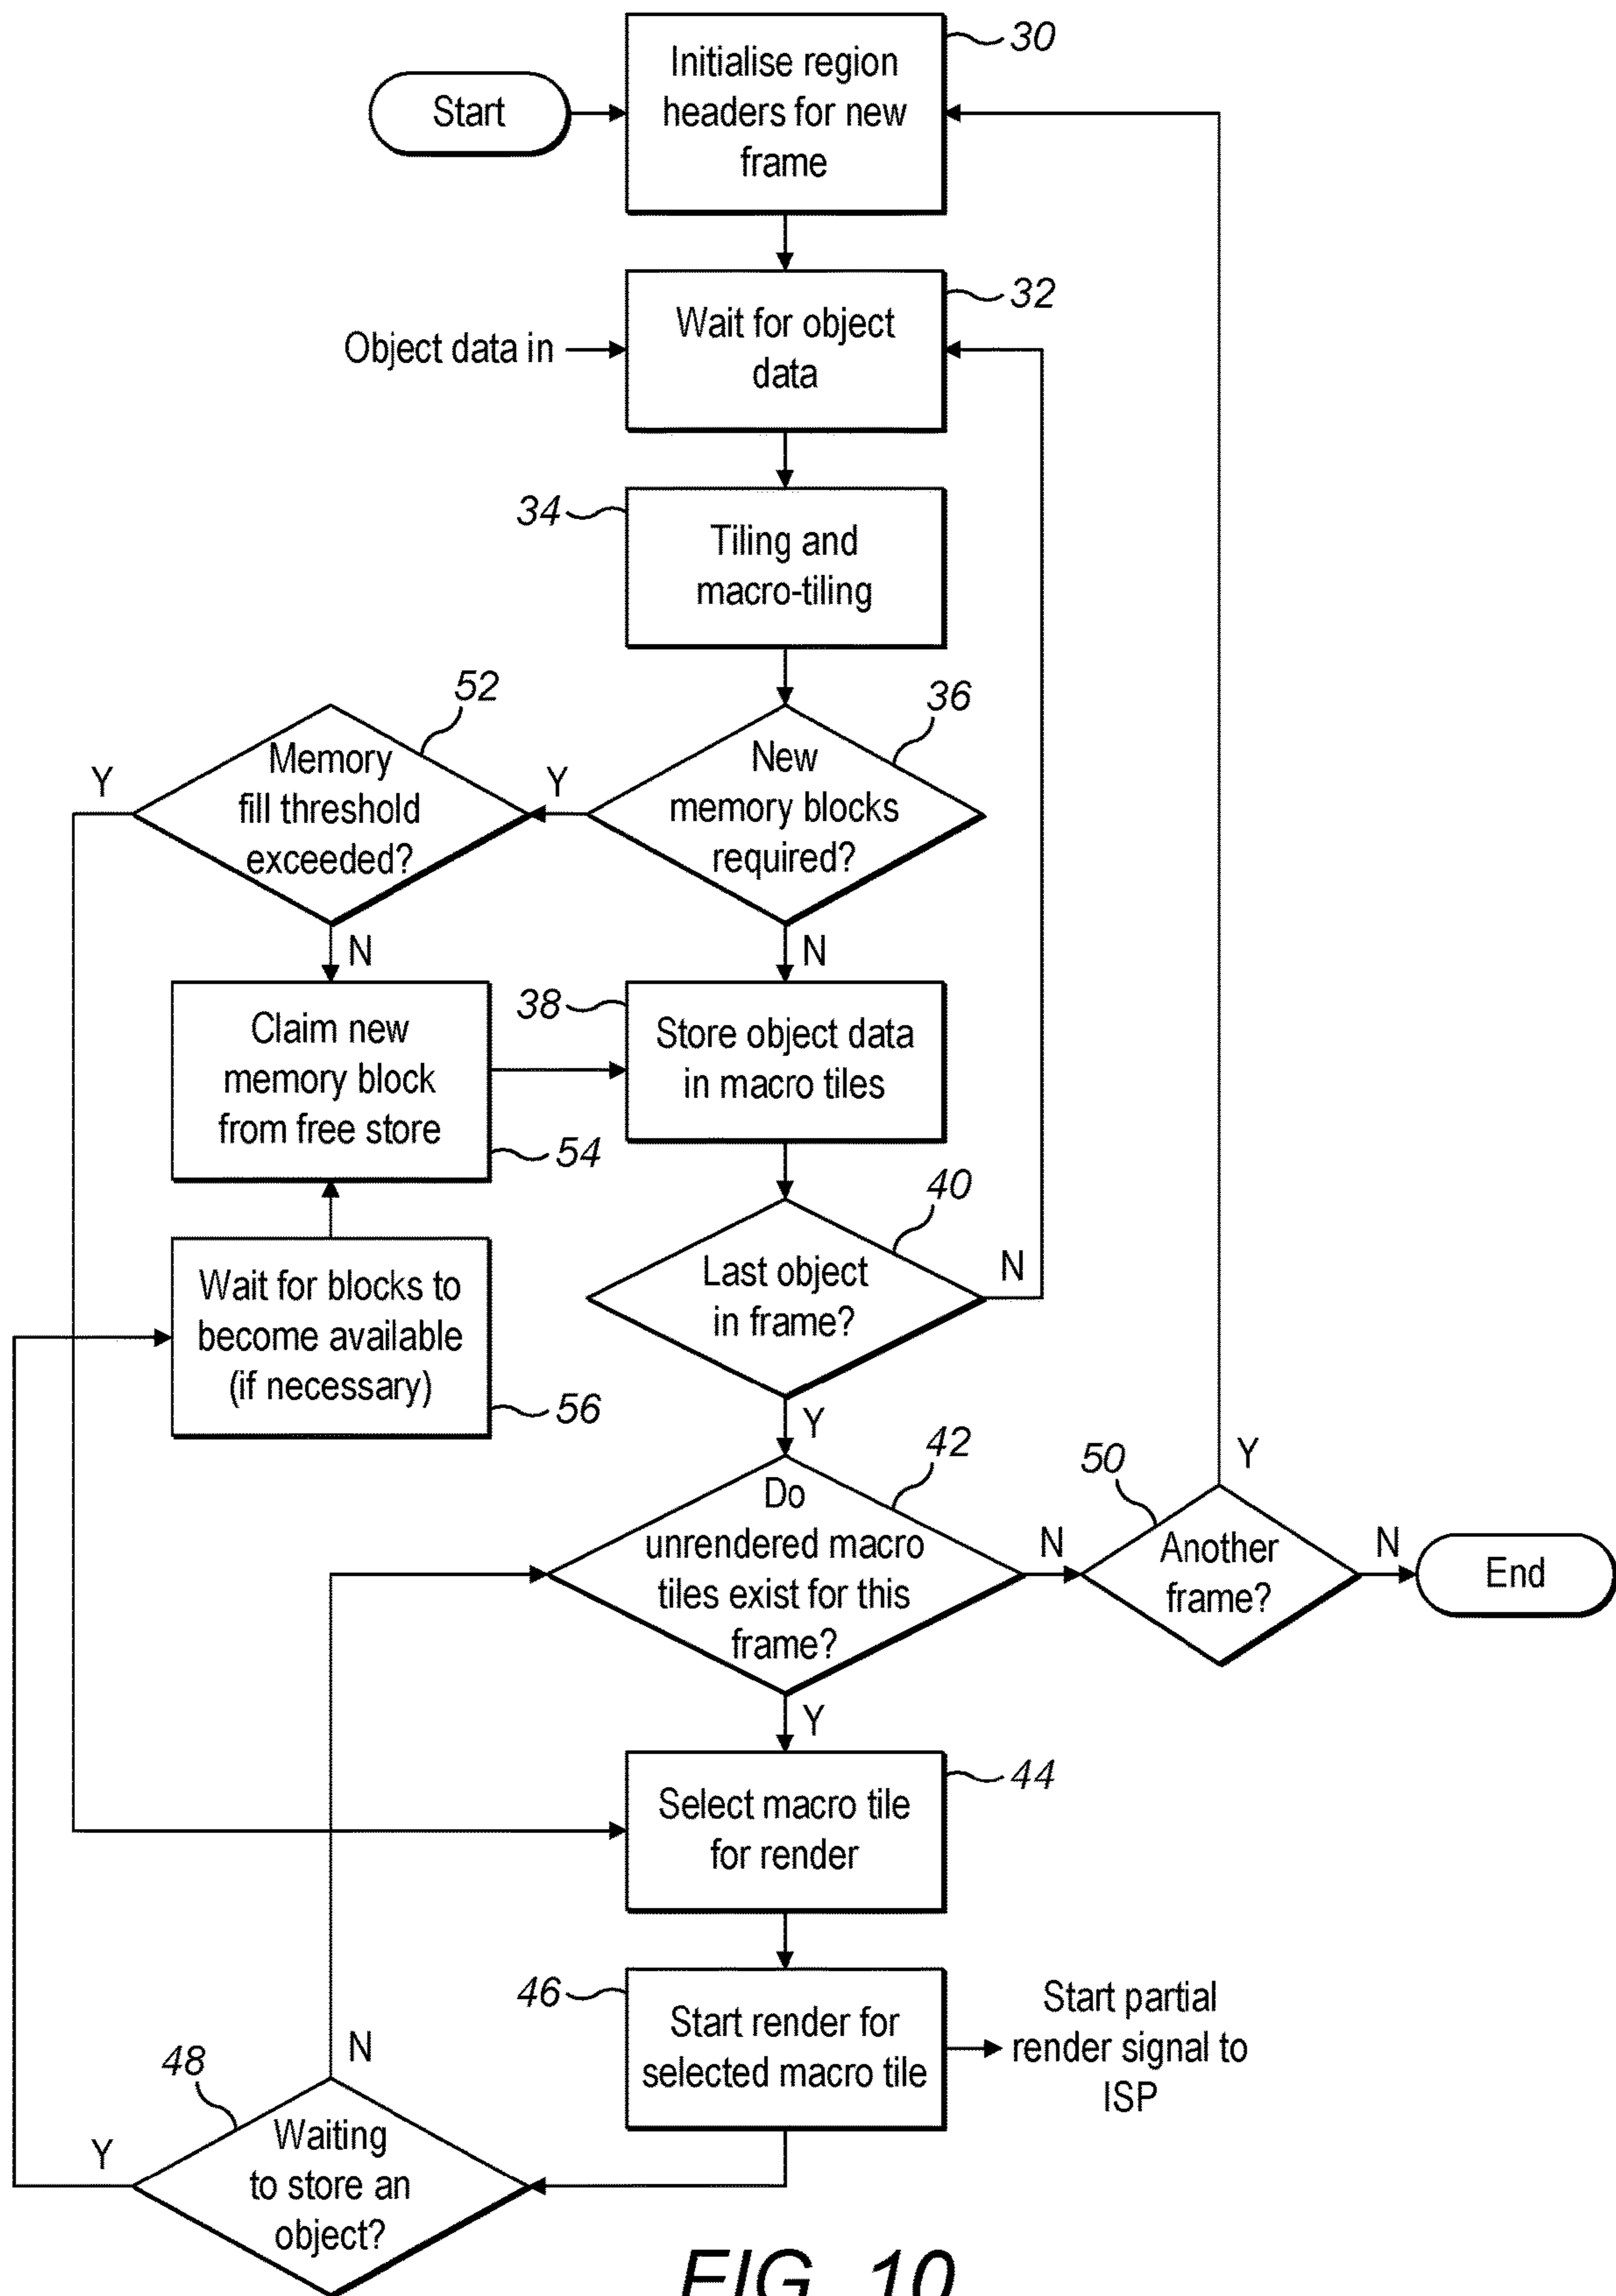 30
Initialise region
headers for new
frame
Start
32
Wait for object
data
Object data in
34
Tiling and
macro-tiling
52
36
Memory
fill threshold
exceeded?
Y
Y
New
memory blocks
required?
N
N
Claim new
memory block
from free store
54
38
Store object data
in macro tiles
40
Last object
in frame?
N
Wait for blocks to
become available
(if necessary)
56
Y
42
Do
unrendered macro
tiles exist for this
frame?
N
50
Y
Another
frame?
N
End
Y
44
Select macro tile
for render
46
Start render for
selected macro tile
Start partial
render signal to
ISP
48
N
Y
Waiting
to store an
object?
FIG. 10